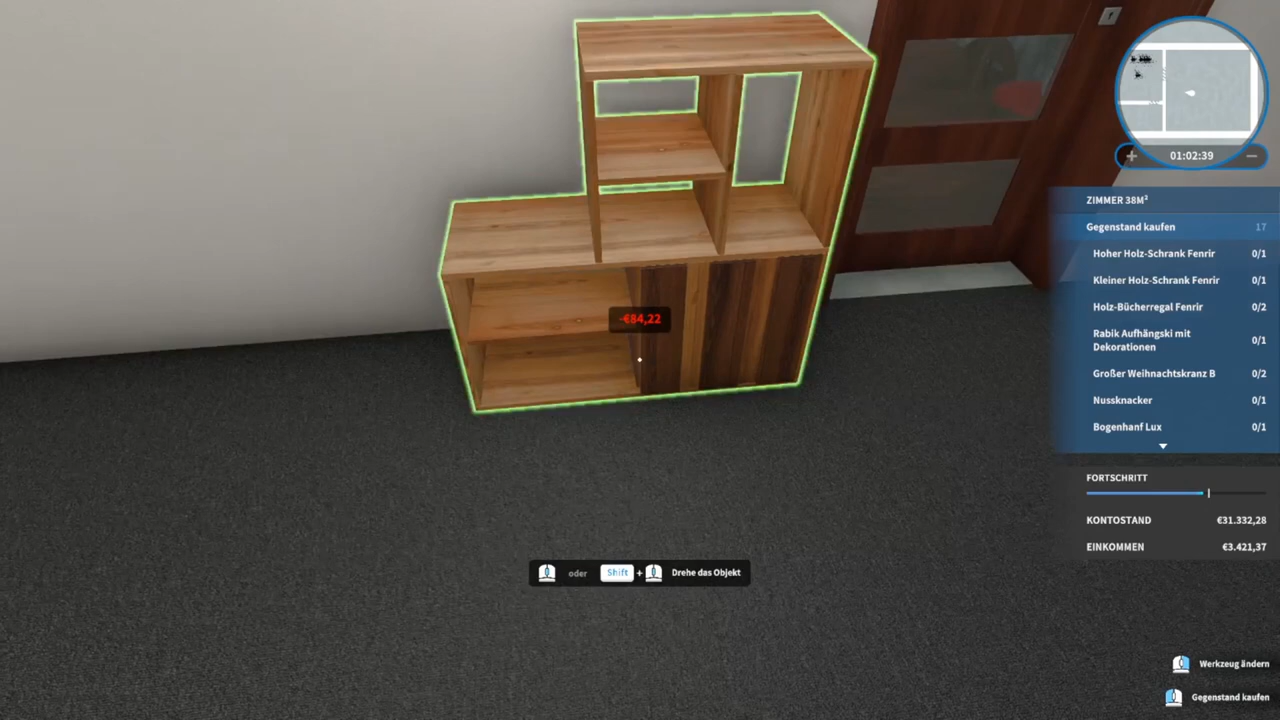 01:02:39
ZIMMER 38M²
Gegenstand kaufen 17
Hoher Holz-Schrank Fenrir 0/1
Kleiner Holz-Schrank Fenrir 0/1
Holz-Bücherregal Fenrir 0/2
Rabik Aufhängski mit
Dekorationen 0/1
Großer Weihnachtskranz B 0/2
Nussknacker 0/1
Bogenhanf Lux 0/1
-€84,22
FORTSCHRITT
KONTOSTAND €31.332,28
EINKOMMEN €3.421,37
oder Shift + Drehe das Objekt
Werkzeug ändern
Gegenstand kaufen